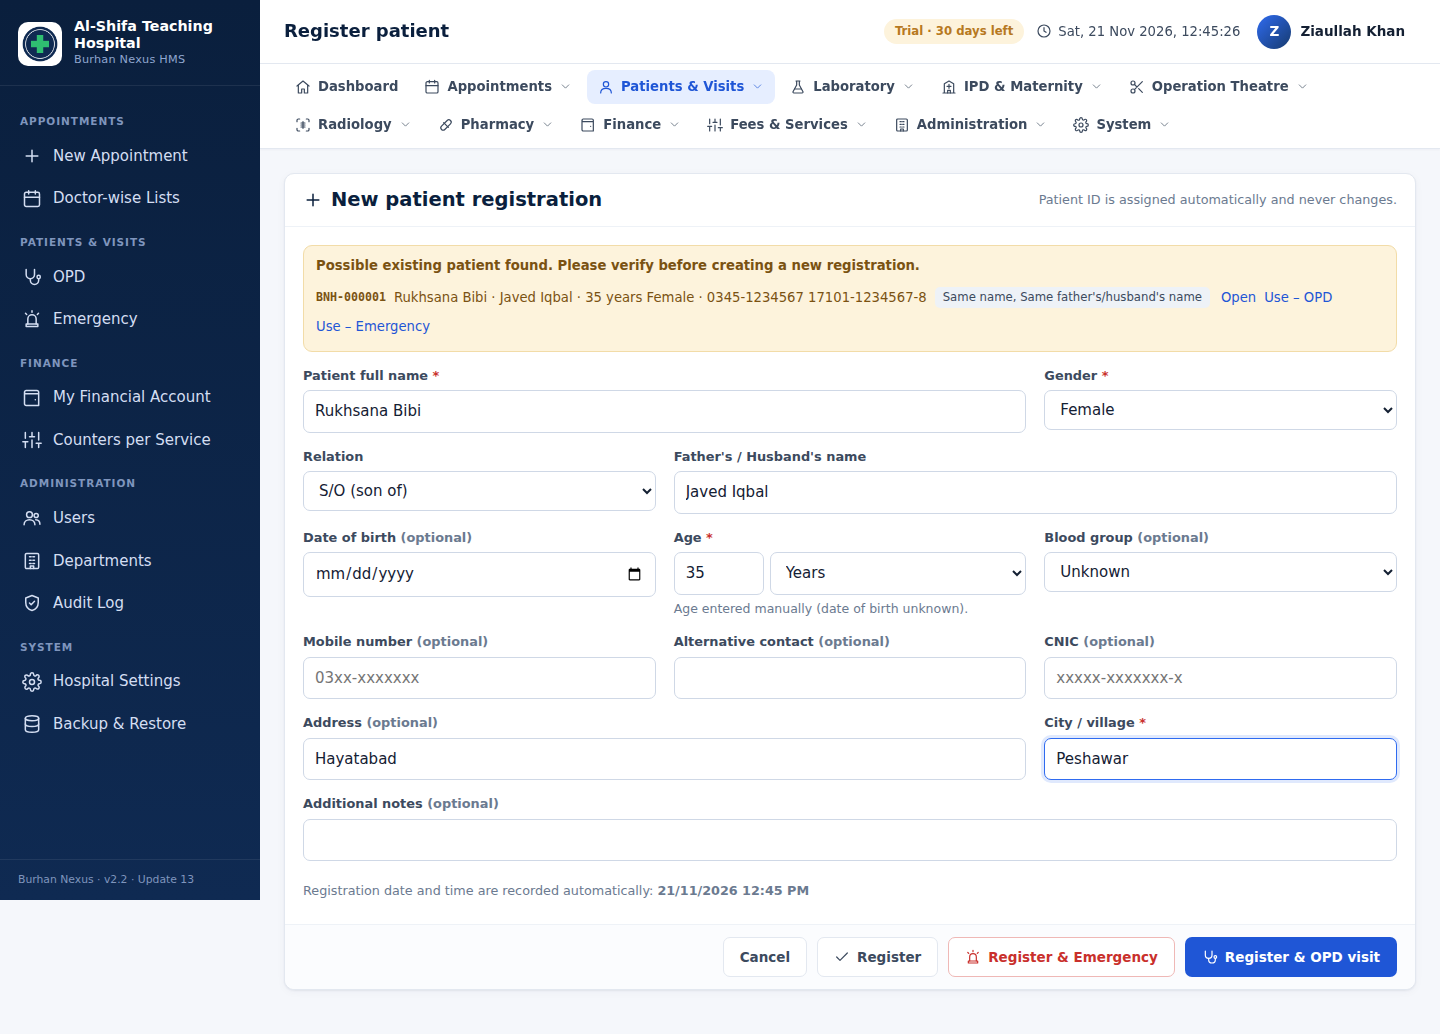 Al-Shifa Teaching Hospital
Burhan Nexus HMS
APPOINTMENTS
New Appointment
Doctor-wise Lists
PATIENTS & VISITS
OPD
Emergency
FINANCE
My Financial Account
Counters per Service
ADMINISTRATION
Users
Departments
Audit Log
SYSTEM
Hospital Settings
Backup & Restore
Burhan Nexus · v2.2 · Update 13
Register patient
Trial · 30 days left
Sat, 21 Nov 2026, 12:45:26
Z
Ziaullah Khan
Dashboard Appointments Patients & Visits Laboratory IPD & Maternity Operation Theatre
Radiology Pharmacy Finance Fees & Services Administration System
New patient registration
Patient ID is assigned automatically and never changes.
Possible existing patient found. Please verify before creating a new registration.
BNH-000001 Rukhsana Bibi · Javed Iqbal · 35 years Female · 0345-1234567 17101-1234567-8 Same name, Same father's/husband's name Open Use – OPD
Use – Emergency
Patient full name * Gender *
Rukhsana Bibi Female
Relation Father's / Husband's name
S/O (son of) Javed Iqbal
Date of birth (optional) Age * Blood group (optional)
mm/dd/yyyy 35 Years Unknown
Age entered manually (date of birth unknown).
Mobile number (optional) Alternative contact (optional) CNIC (optional)
03xx-xxxxxxx xxxxx-xxxxxxx-x
Address (optional) City / village *
Hayatabad Peshawar
Additional notes (optional)
Registration date and time are recorded automatically: 21/11/2026 12:45 PM
Cancel Register Register & Emergency Register & OPD visit